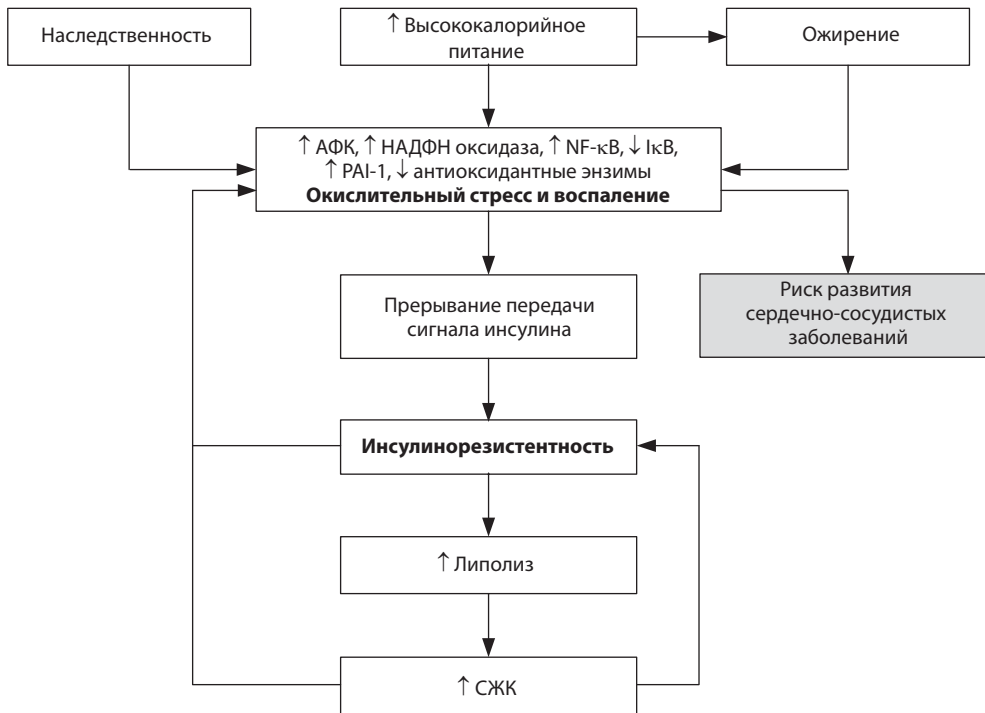 Наследственность
↑ Высококалорийное
питание
Ожирение
↑ АФК, ↑ НАДФН оксидаза, ↑ NF-κB, ↓ IκB,
↑ PAI-1, ↓ антиоксидантные энзимы
Окислительный стресс и воспаление
Прерывание передачи
сигнала инсулина
Риск развития
сердечно-сосудистых
заболеваний
Инсулинорезистентность
↑ Липолиз
↑ СЖК